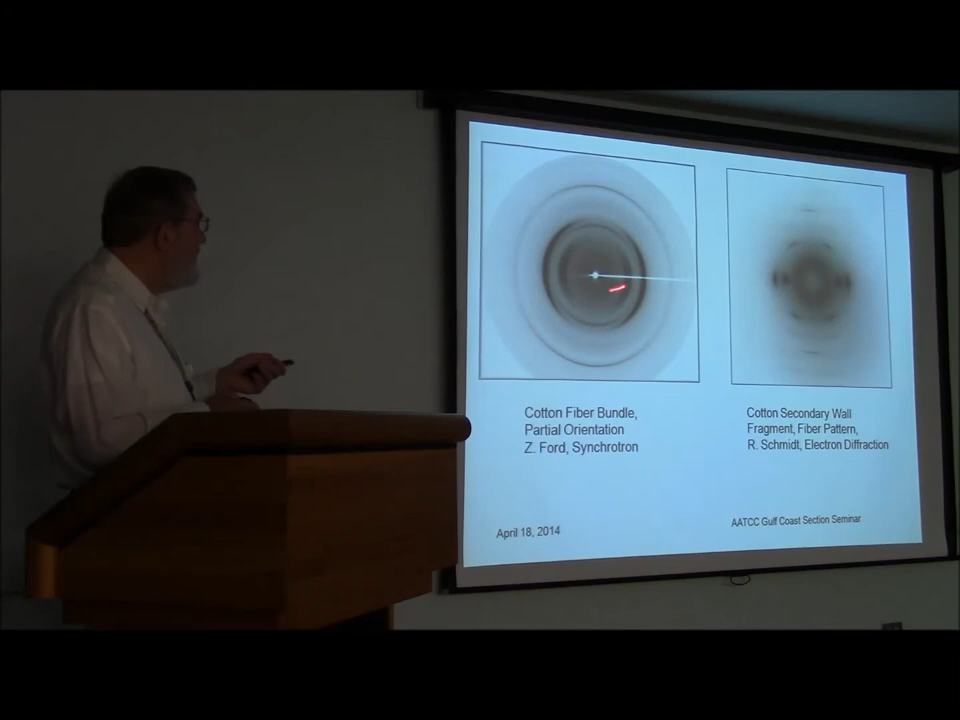 Cotton Fiber Bundle,
Partial Orientation
Z. Ford, Synchrotron
Cotton Secondary Wall
Fragment, Fiber Pattern,
R. Schmidt, Electron Diffraction
April 18, 2014
AATCC Gulf Coast Section Seminar